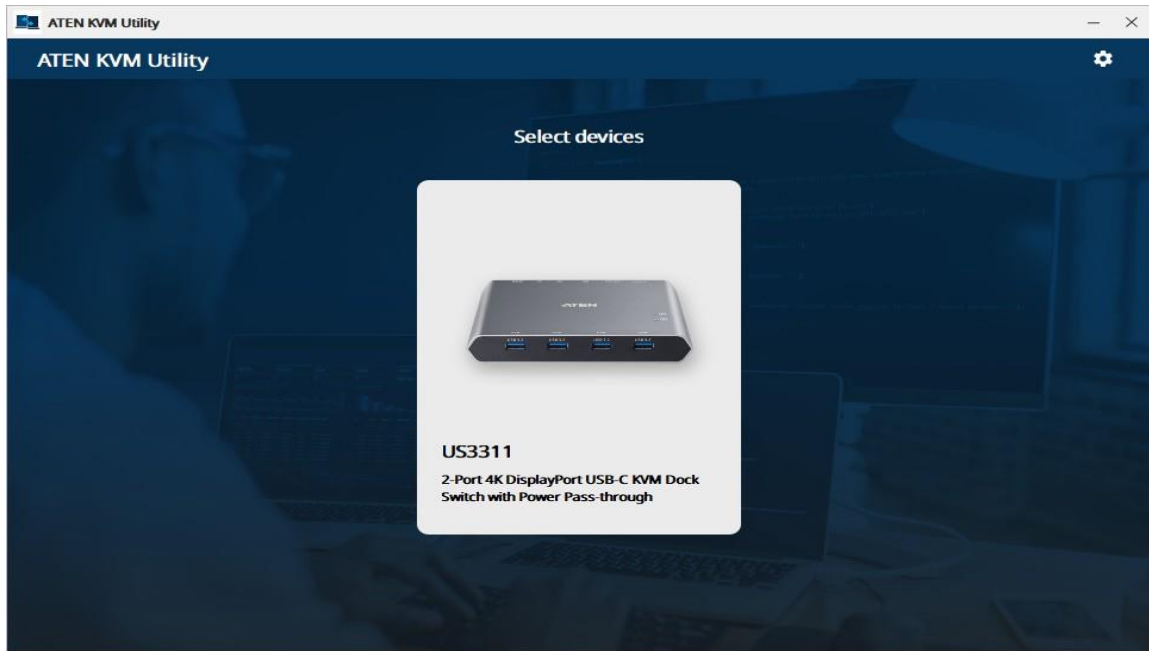 ATEN KVM Utility
ATEN KVM Utility
Select devices
ATEN
US3311
2-Port 4K DisplayPort USB-C KVM Dock
Switch with Power Pass-through